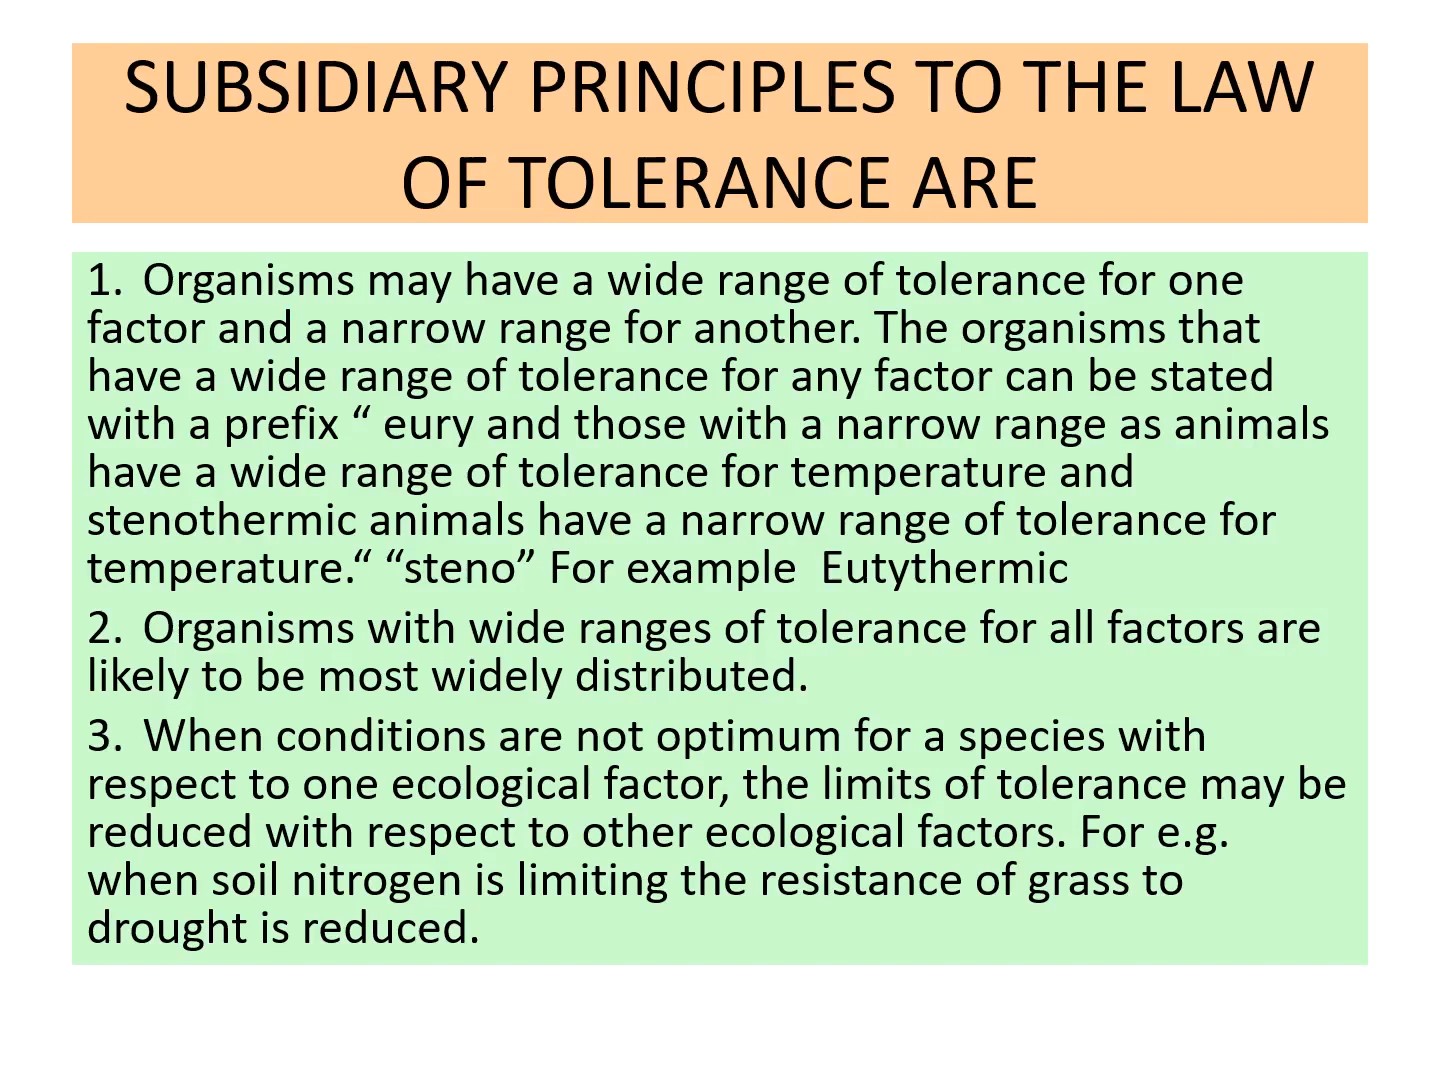 SUBSIDIARY PRINCIPLES TO THE LAW
OF TOLERANCE ARE
1. Organisms may have a wide range of tolerance for one
factor and a narrow range for another. The organisms that
have a wide range of tolerance for any factor can be stated
with a prefix “ eury and those with a narrow range as animals
have a wide range of tolerance for temperature and
stenothermic animals have a narrow range of tolerance for
temperature.“ “steno” For example  Eutythermic
2. Organisms with wide ranges of tolerance for all factors are
likely to be most widely distributed.
3. When conditions are not optimum for a species with
respect to one ecological factor, the limits of tolerance may be
reduced with respect to other ecological factors. For e.g.
when soil nitrogen is limiting the resistance of grass to
drought is reduced.